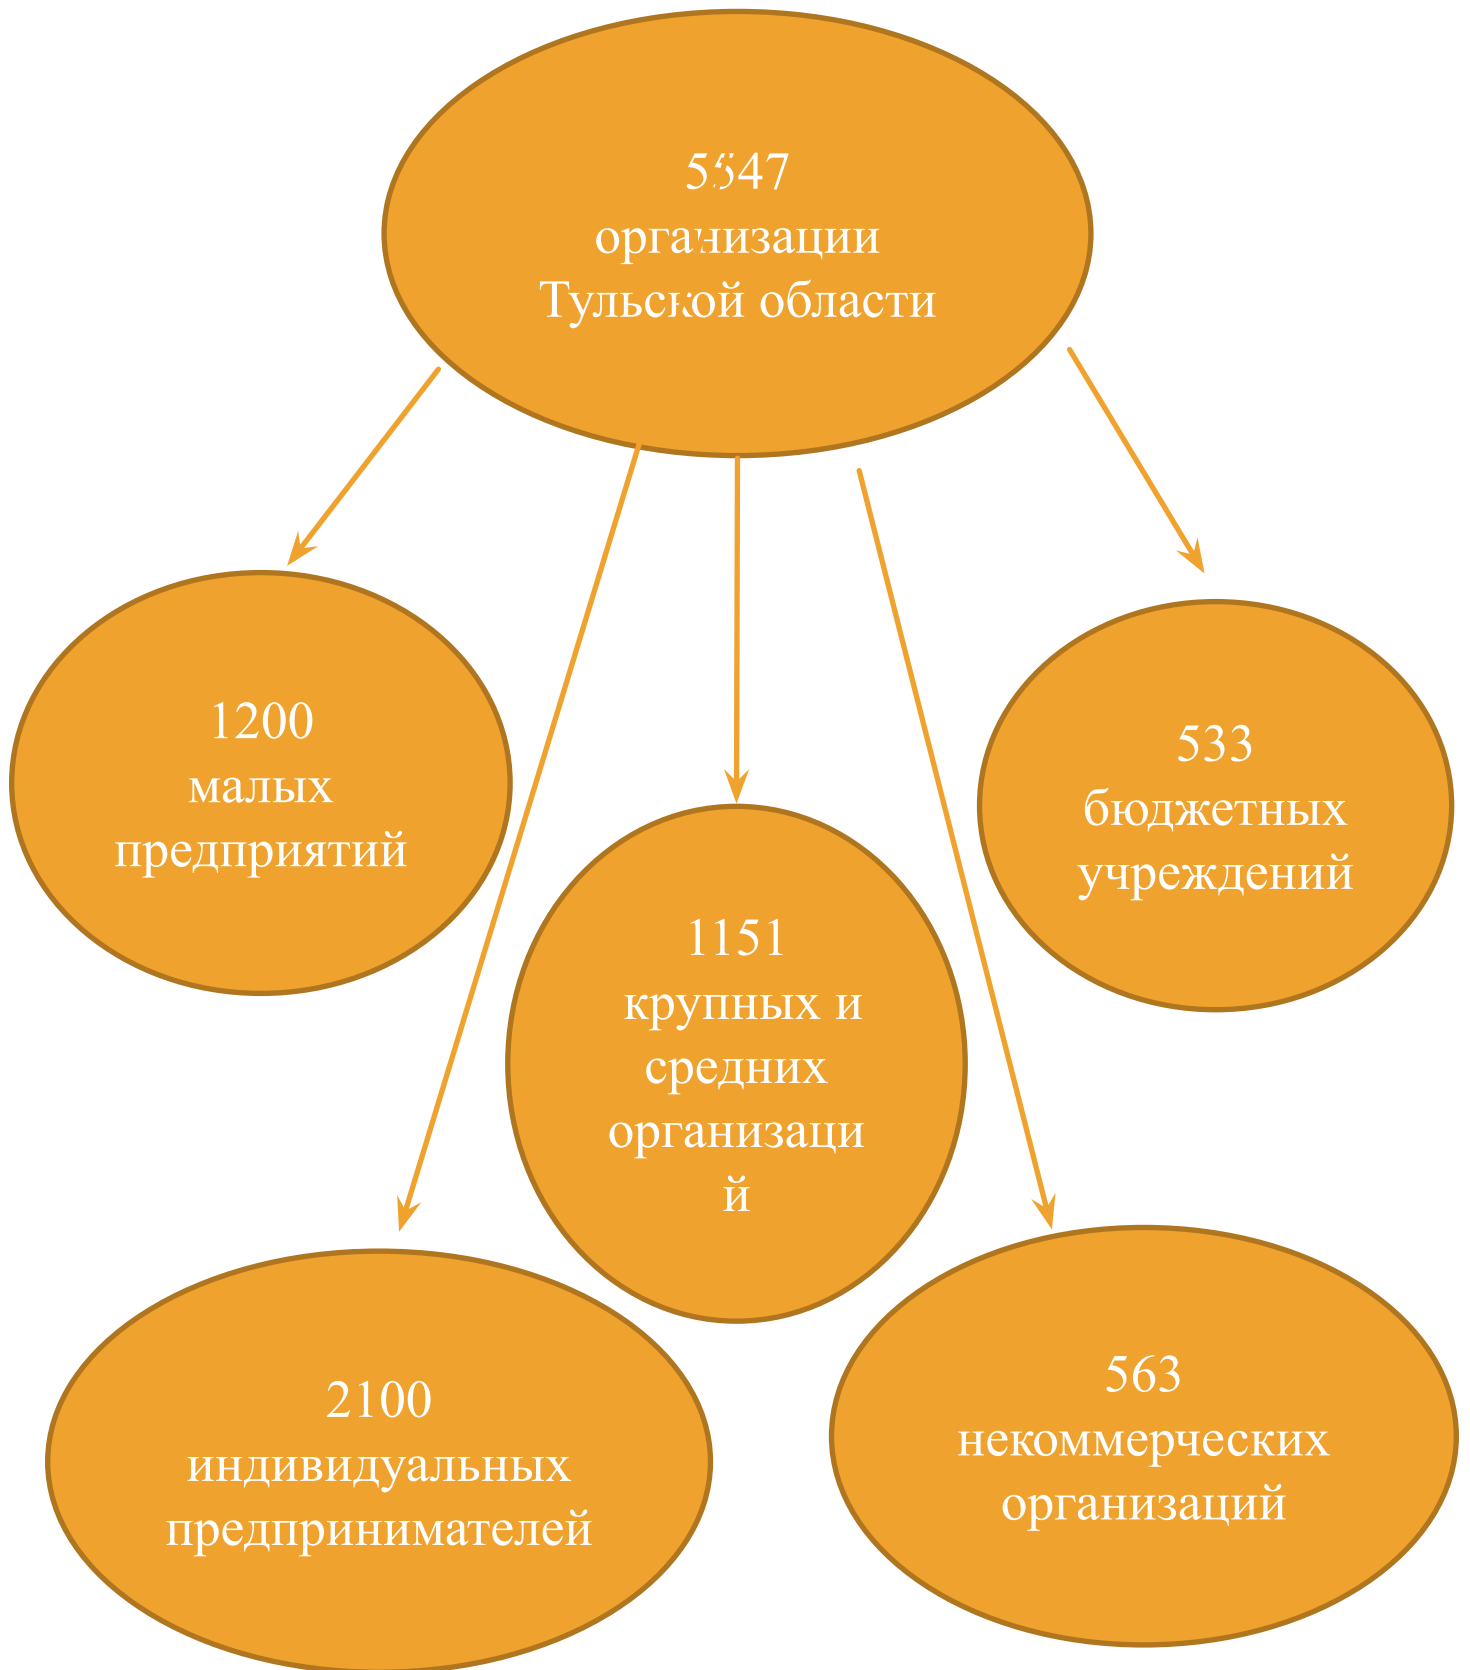 5547
организации
Тульской области
1200
малых
предприятий
533
бюджетных
учреждений
1151
крупных и
средних
организаци
й
2100
индивидуальных
предпринимателей
563
некоммерческих
организаций